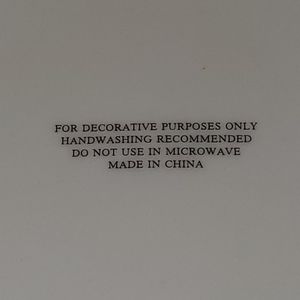 FOR DECORATIVE PURPOSES ONLY
HANDWASHING RECOMMENDED
DO NOT USE IN MICROWAVE
MADE IN CHINA